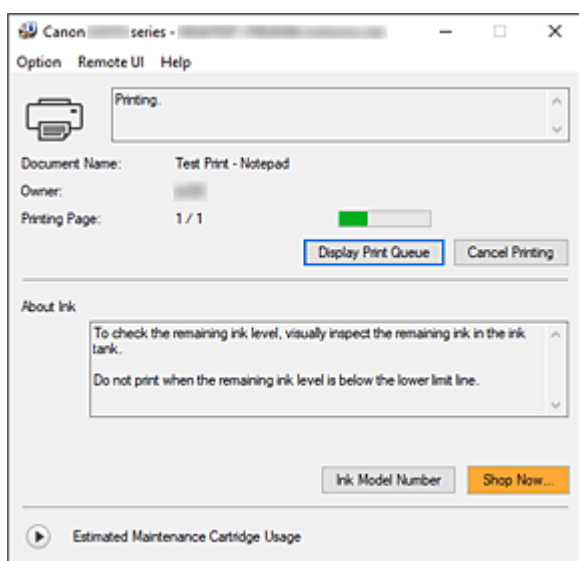 Canon series -
Option Remote UI Help
Printing.
Document Name: Test Print - Notepad
Owner:
Printing Page: 1 / 1
Display Print Queue Cancel Printing
About Ink
To check the remaining ink level, visually inspect the remaining ink in the ink
tank.
Do not print when the remaining ink level is below the lower limit line.
Ink Model Number Shop Now...
Estimated Maintenance Cartridge Usage